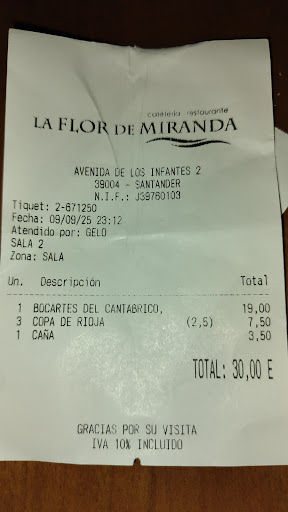 cafetería restaurante
LA FLOR DE MIRANDA
AVENIDA DE LOS INFANTES 2
39004 - SANTANDER
N.I.F.: J39760103
Tiquet: 2-671250
Fecha: 09/09/25 23:12
Atendido por: GELO
SALA 2
Zona: SALA
Un. Descripción Total
1 BOCARTES DEL CANTABRICO, 19,00
3 COPA DE RIOJA (2,5) 7,50
1 CAÑA 3,50
TOTAL: 30,00 E
GRACIAS POR SU VISITA
IVA 10% INCLUIDO